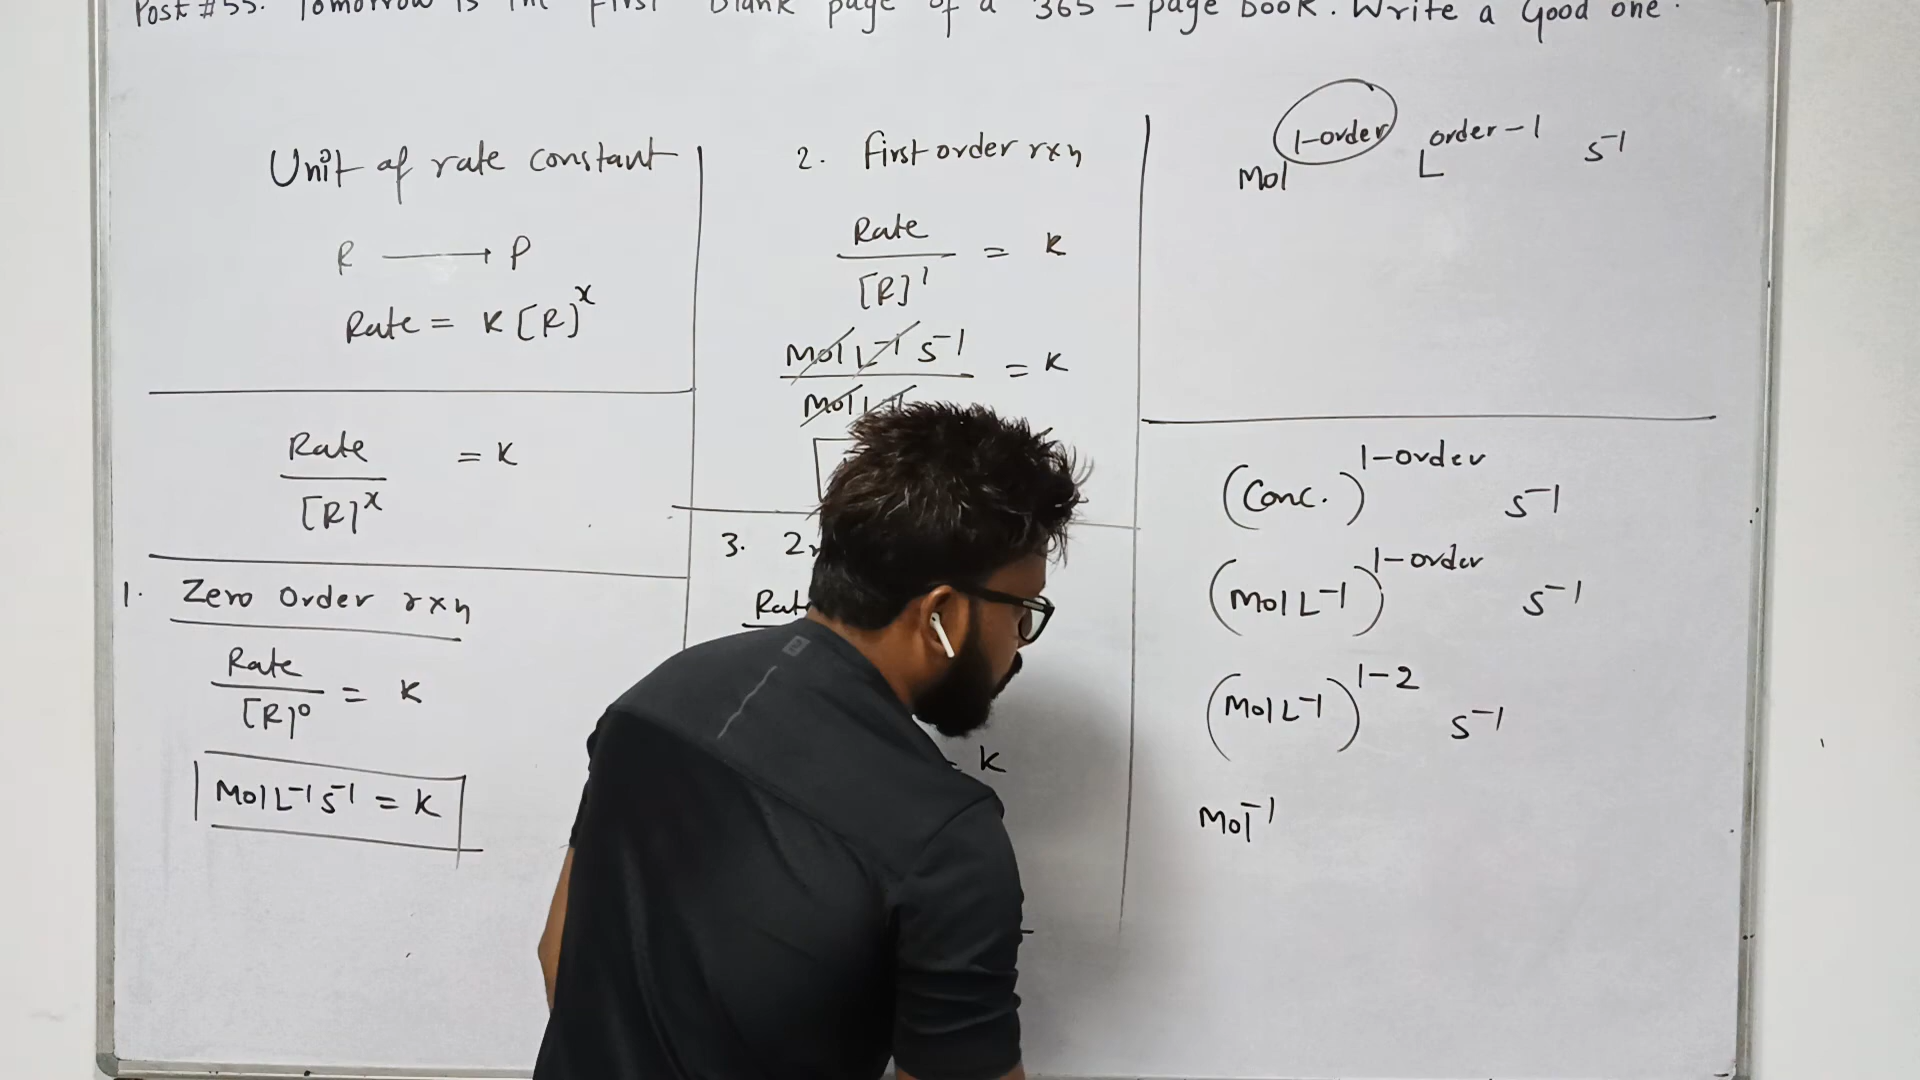 Post #55. Tomorrow is the first blank page of a 365-page book. Write a Good one.
Unit of rate constant
R ⟶ P
Rate = K [R]^x
Rate / [R]^x = K
1. Zero Order rxn
Rate / [R]^0 = K
Mol L^-1 S^-1 = K
2. First order rxn
Rate / [R]^1 = K
Mol L^-1 S^-1
= K
Mol L
3.
= K
Mol^1-order L^order-1 S^-1
(Conc.)^1-order S^-1
(Mol L^-1)^1-order S^-1
(Mol L^-1)^1-2 S^-1
Mol^-1